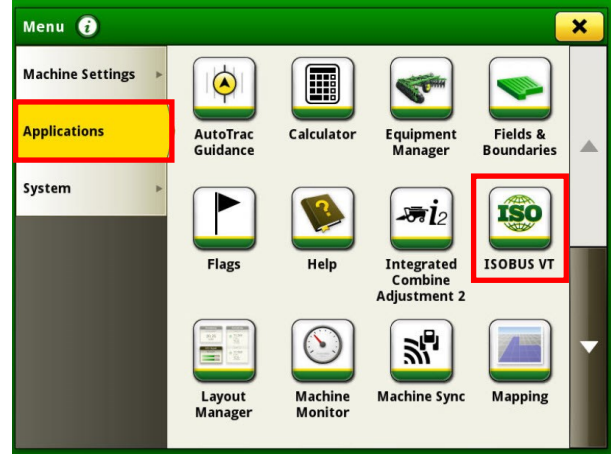 Menu i
Machine Settings
Applications
System
AutoTrac
Guidance
Calculator
Equipment
Manager
Fields &
Boundaries
Flags
? Help
i2
Integrated
Combine
Adjustment 2
ISO
ISOBUS VT
Layout
Manager
Machine
Monitor
Machine Sync
Mapping